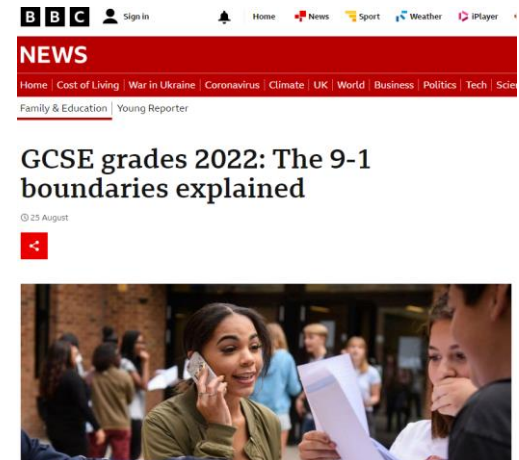 BBC Sign in Home News Sport Weather iPlayer
NEWS
Home Cost of Living War in Ukraine Coronavirus Climate UK World Business Politics Tech
Family & Education Young Reporter
GCSE grades 2022: The 9-1
boundaries explained
25 August